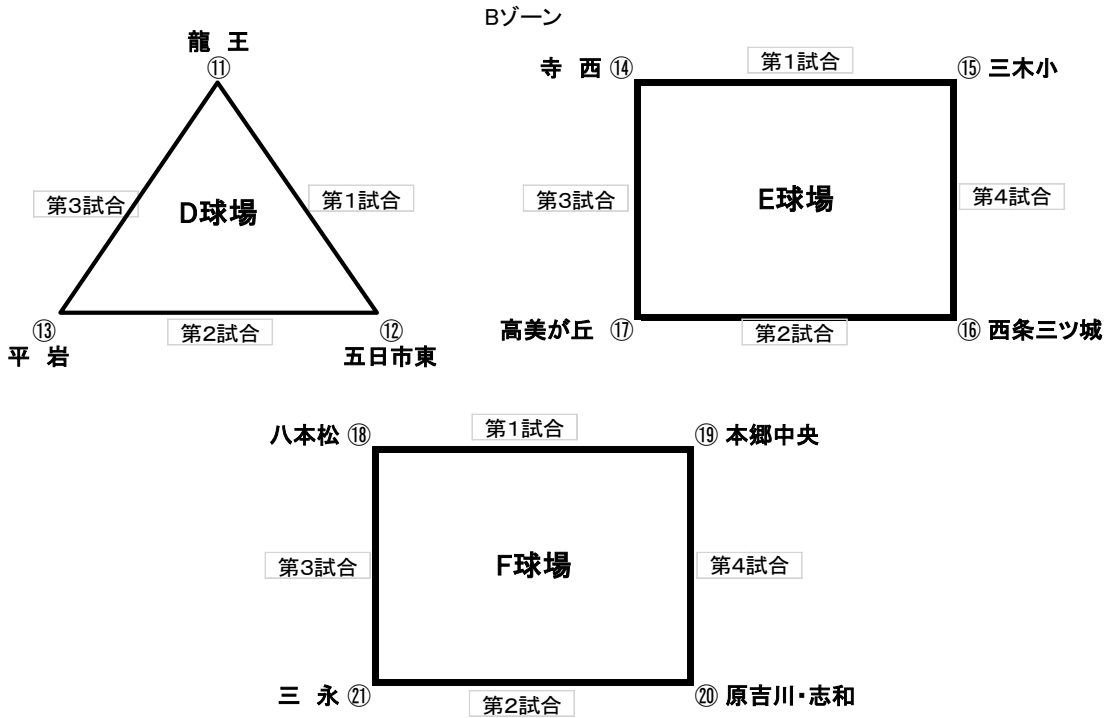 Bゾーン
龍 王
⑪
第3試合
D球場
第1試合
⑬
平 岩
第2試合
⑫
五日市東
寺 西 ⑭
第1試合
⑮ 三木小
第3試合
E球場
第4試合
高美が丘 ⑰
第2試合
⑯ 西条三ツ城
八本松 ⑱
第1試合
⑲ 本郷中央
第3試合
F球場
第4試合
三 永 ㉑
第2試合
⑳ 原吉川・志和